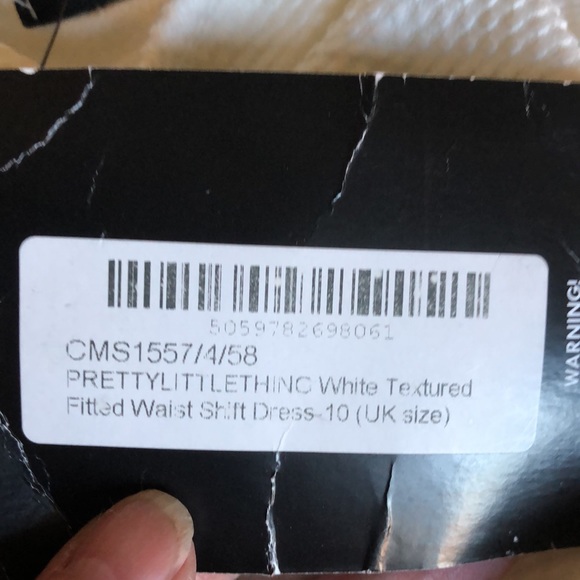 5059782698061
CMS1557/4/58
PRETTYLITTLETHING White Textured
Fitted Waist Shift Dress-10 (UK size)
WARNING!